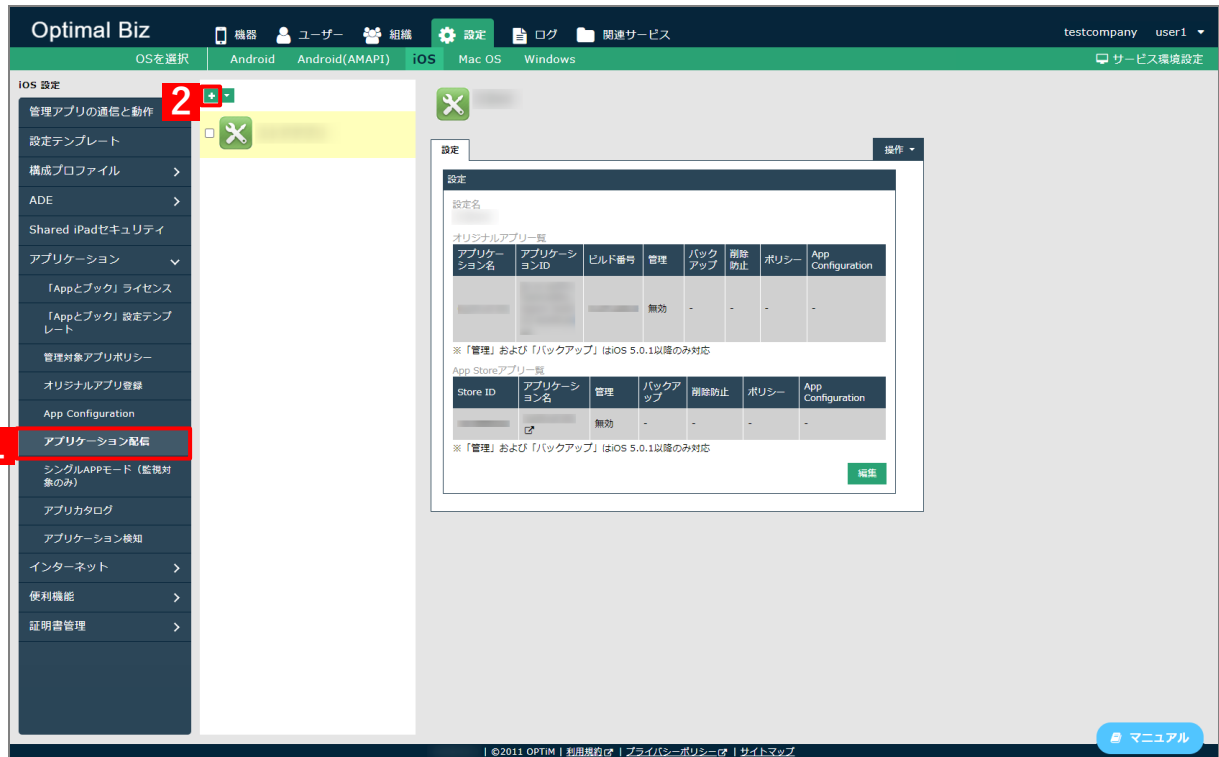 Optimal Biz
機器 ユーザー 組織 設定 ログ 関連サービス
testcompany user1
OSを選択 Android Android(AMAPI) iOS Mac OS Windows
サービス環境設定
iOS 設定
管理アプリの通信と動作
設定テンプレート
構成プロファイル
ADE
Shared iPadセキュリティ
アプリケーション
「Appとブック」ライセンス
「Appとブック」設定テンプ
レート
管理対象アプリポリシー
オリジナルアプリ登録
App Configuration
アプリケーション配信
シングルAPPモード（監視対
象のみ）
アプリカタログ
アプリケーション検知
インターネット
便利機能
証明書管理
2
設定
操作
設定
設定名
オリジナルアプリ一覧
アプリケー
ション名
アプリケーシ
ョンID
ビルド番号
管理
バック
アップ
削除
防止
ポリシー
App
Configuration
無効 - - - -
※「管理」および「バックアップ」はiOS 5.0.1以降のみ対応
App Storeアプリ一覧
Store ID
アプリケーシ
ョン名
管理
バックア
ップ
削除防止
ポリシー
App
Configuration
無効 - - - -
※「管理」および「バックアップ」はiOS 5.0.1以降のみ対応
編集
マニュアル
| ©2011 OPTiM | 利用規約 | プライバシーポリシー | サイトマップ